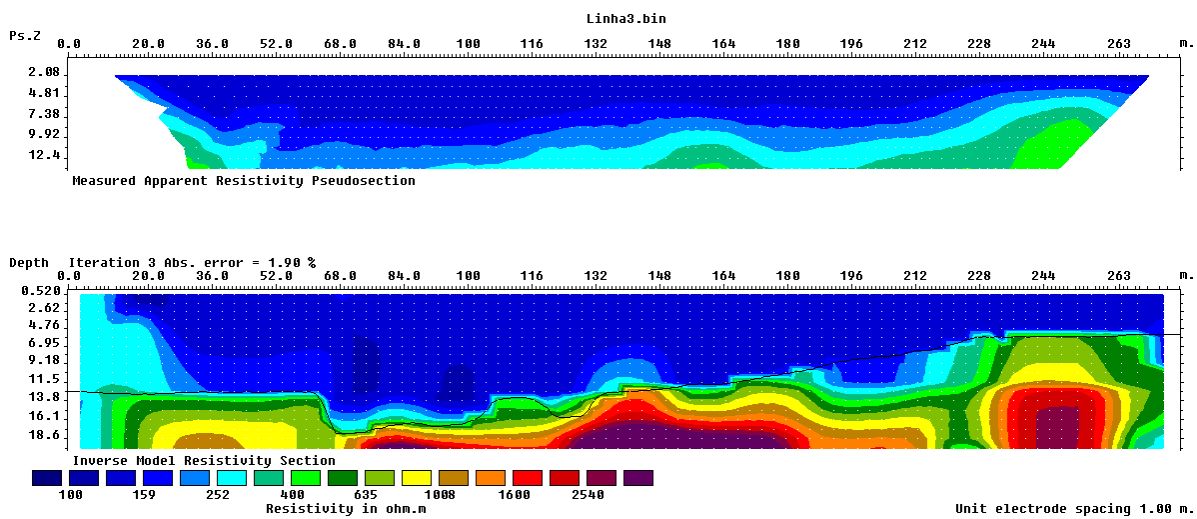 Linha3.bin
Ps.Z 0.0 20.0 36.0 52.0 68.0 84.0 100 116 132 148 164 180 196 212 228 244 263 m.
2.08
4.81
7.38
9.92
12.4
Measured Apparent Resistivity Pseudosection
Depth Iteration 3 Abs. error = 1.90 %
0.0 20.0 36.0 52.0 68.0 84.0 100 116 132 148 164 180 196 212 228 244 263 m.
0.520
2.62
4.76
6.95
9.18
11.5
13.8
16.1
18.6
Inverse Model Resistivity Section
100 159 252 400 635 1008 1600 2540
Resistivity in ohm.m
Unit electrode spacing 1.00 m.